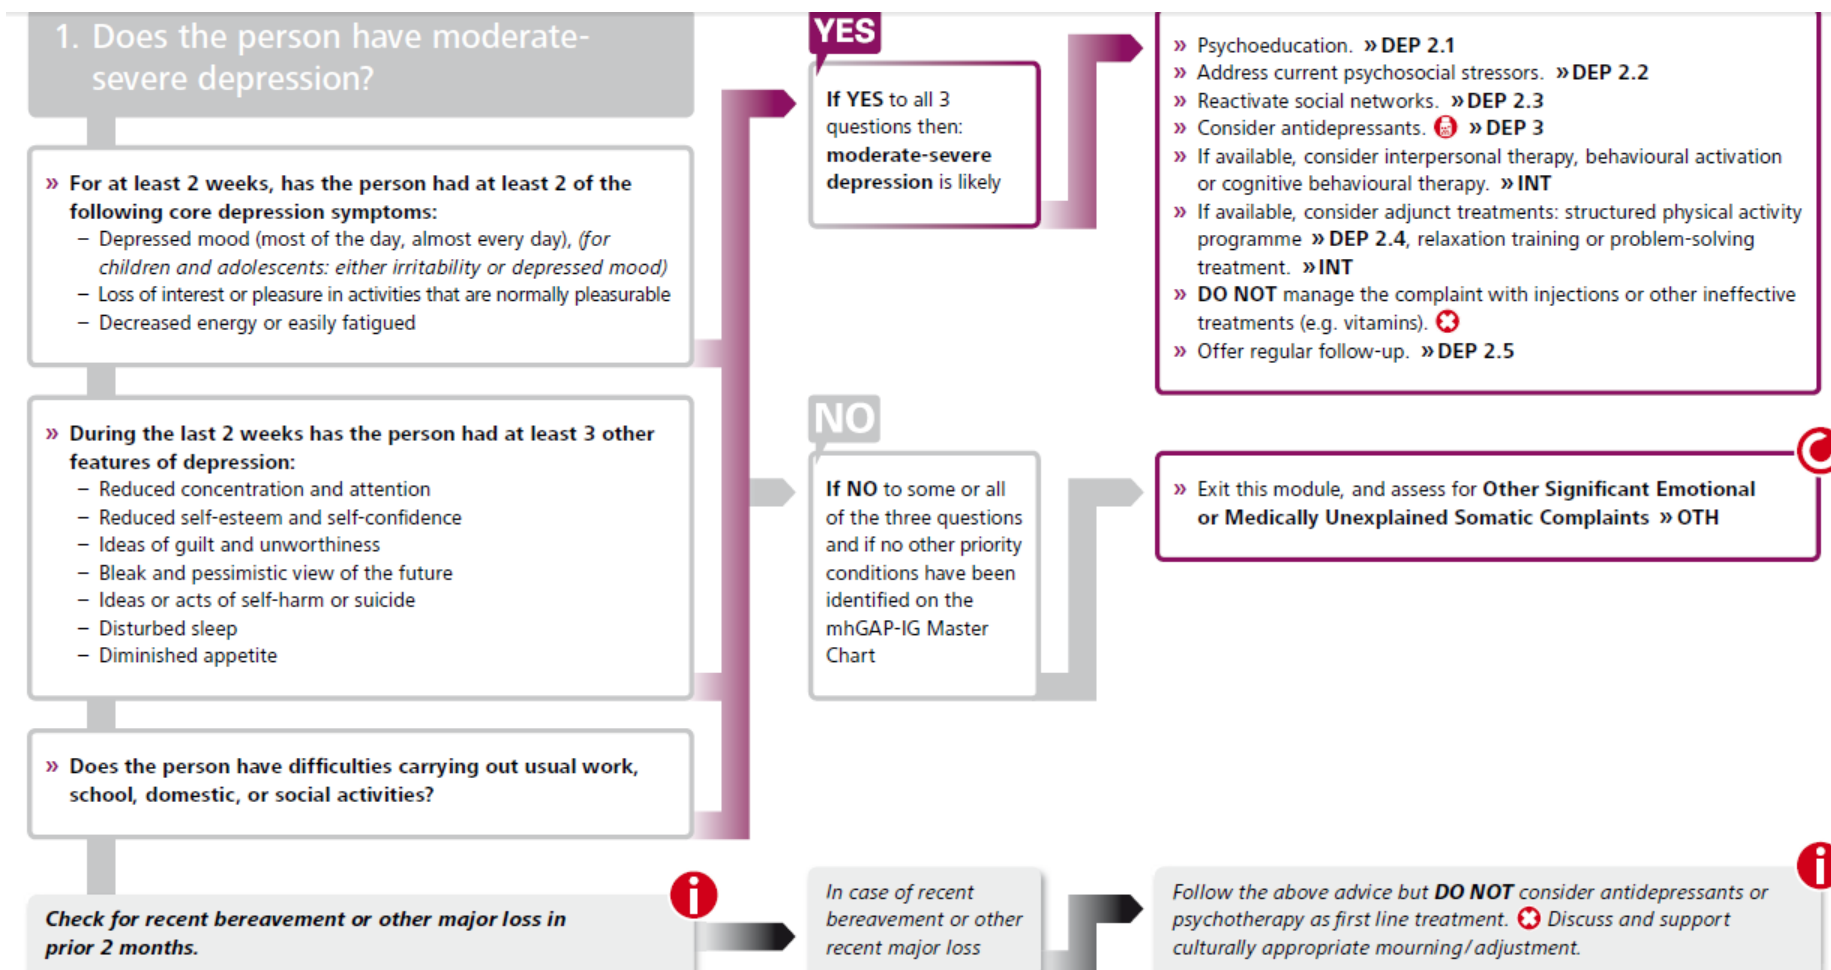 1. Does the person have moderate-
severe depression?
» For at least 2 weeks, has the person had at least 2 of the
following core depression symptoms:
– Depressed mood (most of the day, almost every day), (for
children and adolescents: either irritability or depressed mood)
– Loss of interest or pleasure in activities that are normally pleasurable
– Decreased energy or easily fatigued
» During the last 2 weeks has the person had at least 3 other
features of depression:
– Reduced concentration and attention
– Reduced self-esteem and self-confidence
– Ideas of guilt and unworthiness
– Bleak and pessimistic view of the future
– Ideas or acts of self-harm or suicide
– Disturbed sleep
– Diminished appetite
» Does the person have difficulties carrying out usual work,
school, domestic, or social activities?
Check for recent bereavement or other major loss in
prior 2 months.
i
YES
If YES to all 3
questions then:
moderate-severe
depression is likely
NO
If NO to some or all
of the three questions
and if no other priority
conditions have been
identified on the
mhGAP-IG Master
Chart
In case of recent
bereavement or other
recent major loss
» Psychoeducation. » DEP 2.1
» Address current psychosocial stressors. » DEP 2.2
» Reactivate social networks. » DEP 2.3
» Consider antidepressants. » DEP 3
» If available, consider interpersonal therapy, behavioural activation
or cognitive behavioural therapy. » INT
» If available, consider adjunct treatments: structured physical activity
programme » DEP 2.4, relaxation training or problem-solving
treatment. » INT
» DO NOT manage the complaint with injections or other ineffective
treatments (e.g. vitamins).
» Offer regular follow-up. » DEP 2.5
» Exit this module, and assess for Other Significant Emotional
or Medically Unexplained Somatic Complaints » OTH
i
Follow the above advice but DO NOT consider antidepressants or
psychotherapy as first line treatment. Discuss and support
culturally appropriate mourning/adjustment.